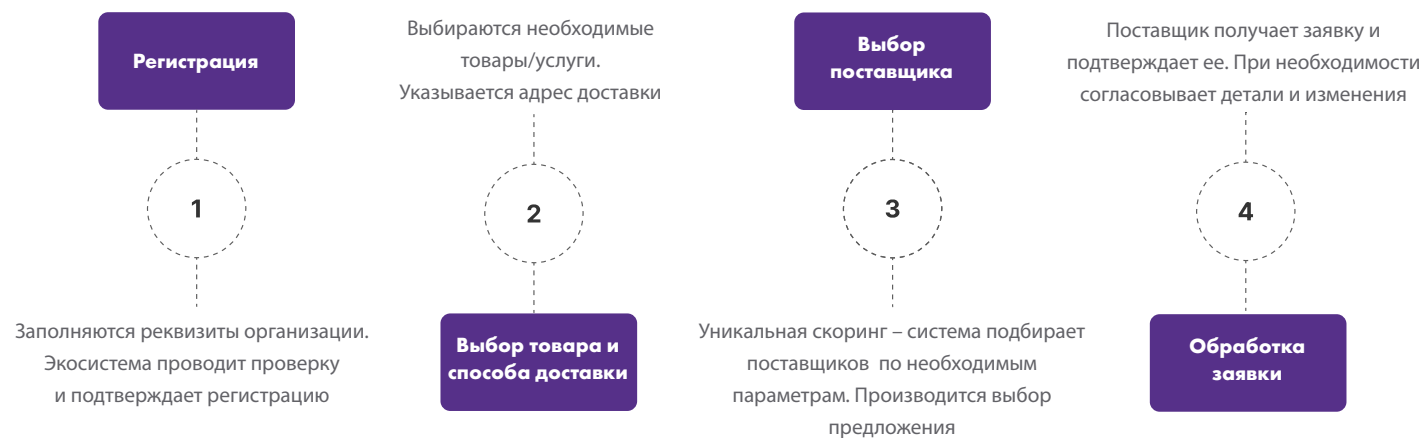 Регистрация
1
Заполняются реквизиты организации.
Экосистема проводит проверку
и подтверждает регистрацию
Выбираются необходимые
товары/услуги.
Указывается адрес доставки
2
Выбор товара и
способа доставки
Выбор
поставщика
3
Уникальная скоринг – система подбирает
поставщиков по необходимым
параметрам. Производится выбор
предложения
Поставщик получает заявку и
подтверждает ее. При необходимости
согласовывает детали и изменения
4
Обработка
заявки